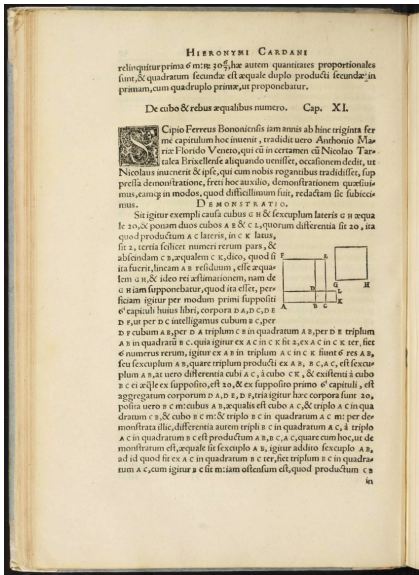 HIERONYMI CARDANI
relinquitur prima 6 m: ℞ 30⅗, hæ autem quantitates proportionales
sunt, & quadratum secundæ est æquale duplo producti secundæ in
primam, cum quadruplo primæ, ut proponebatur.
De cubo & rebus æqualibus numero. Cap. XI.
SCipio Ferreus Bononiensis iam annis ab hinc triginta fer
mè capitulum hoc inuenit, tradidit uero Anthonio Ma-
riæ Florido Veneto, qui cũ in certamen cũ Nicolao Tar-
talea Brixellense aliquando uenisset, occasionem dedit, ut
Nicolaus inuenerit & ipse, qui cum nobis rogantibus tradidisset, sup
pressa demonstratione, freti hoc auxilio, demonstrationem quæsiui-
mus, eamq; in modos, quod difficillimum fuit, redactam sic subieci-
mus.
DEMONSTRATIO.
Sit igitur exempli causa cubus G H & sexcuplum lateris G H æqua
le 20, & ponam duos cubos A E & C L, quorum differentia sit 20, ita
quod productum A C lateris, in C K latus,
sit 2, tertia scilicet numeri rerum pars, &
abscindam C B, æqualem C K, dico, quod si
ita fuerit, lineam A B residuum, esse æqua-
lem G H, & ideo rei æstimationem, nam de
G H iam supponebatur, quod ita esset, per-
ficiam igitur per modum primi suppositi
6ⁱ capituli huius libri, corpora D A, D C, D E
D F, ut per D C intelligamus cubum B C, per
D F cubum A B, per D A triplum C B in quadratum A B, per D E triplum
A B in quadratũ B C. quia igitur ex A C in C K fit 2, ex A C in C K ter, fiet
6 numerus rerum, igitur ex A B in triplum A C in C K fiunt 6 res A B,
seu sexcuplum A B, quare triplum producti ex A B, B C, A C, est sexcu-
plum A B, at uero differentia cubi A C, à cubo C K, & existenti à cubo
B C ei æq̃le ex supposito, est 20, & ex supposito primo 6ⁱ capituli, est
aggregatum corporum D A, D E, D F, tria igitur hæc corpora sunt 20,
posita uero B C m: cubus A B, æqualis est cubo A C, & triplo A C in qua
dratum C B, & cubo B C m: & triplo B C in quadratum A C m: per de-
monstrata illic, differentia autem tripli B C in quadratum A C, à triplo
A C in quadratum B C est productum A B, B C, A C, quare cum hoc, ut de
monstratum est, æquale sit sexcuplo A B, igitur addito sexcuplo A B,
ad id quod fit ex A C in quadratum B C ter, fiet triplum B C in quadra-
tum A C, cum igitur B C sit m: iam ostensum est, quod productum C B
in
F
E
D
L
K
A
B
C
G
H